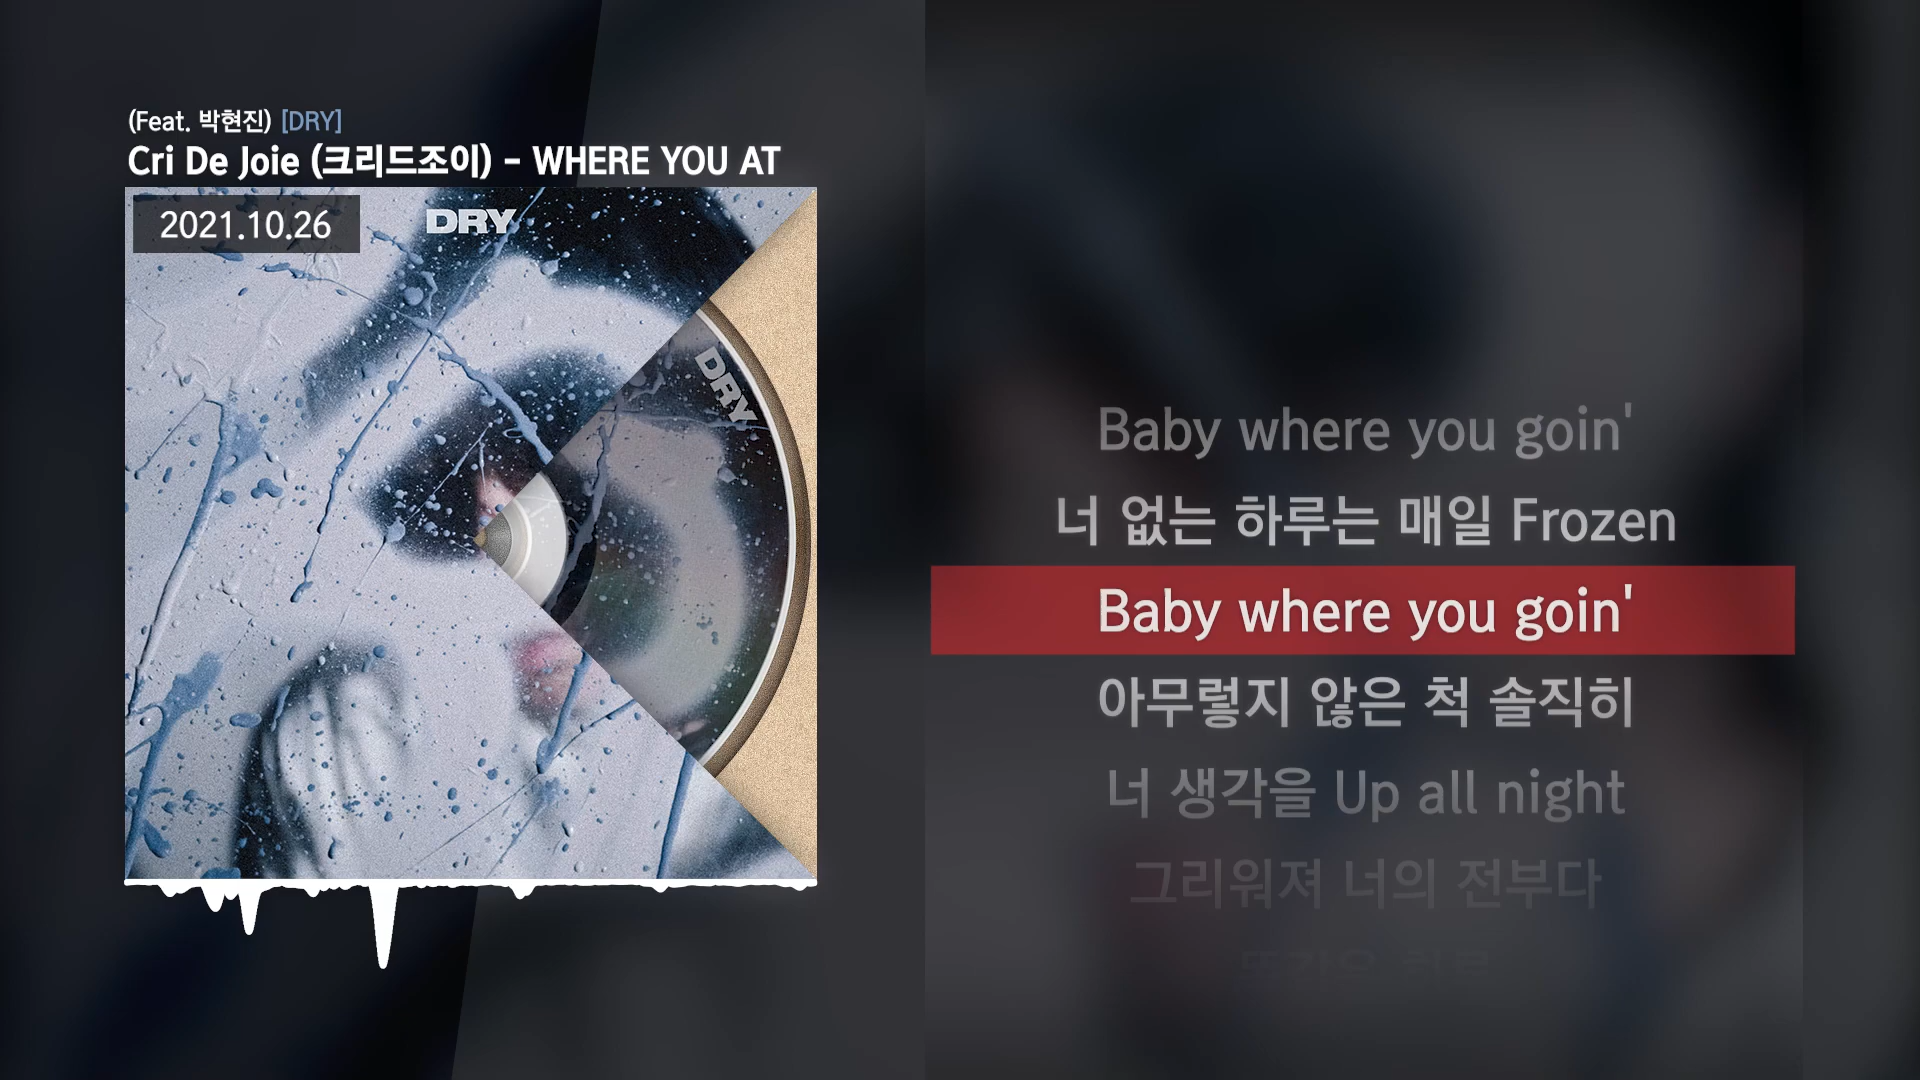 (Feat. 박현진) [DRY]
Cri De Joie (크리드조이) - WHERE YOU AT
2021.10.26
DRY
DRY
Baby where you goin'
너 없는 하루는 매일 Frozen
Baby where you goin'
아무렇지 않은 척 솔직히
너 생각을 Up all night
그리워져 너의 전부다